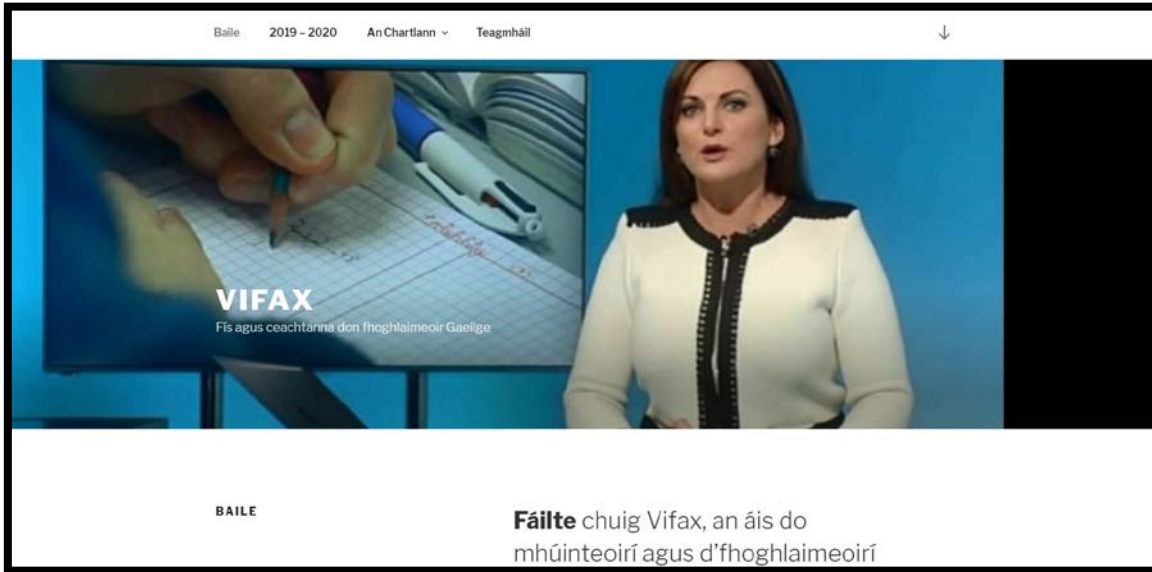 Baile 2019 – 2020 An Chartlann Teagmháil
VIFAX
Fís agus ceachtanna don fhoghlaimeoir Gaeilge
BAILE
Fáilte chuig Vifax, an áis do
mhúinteoirí agus d'fhoghlaimeoirí